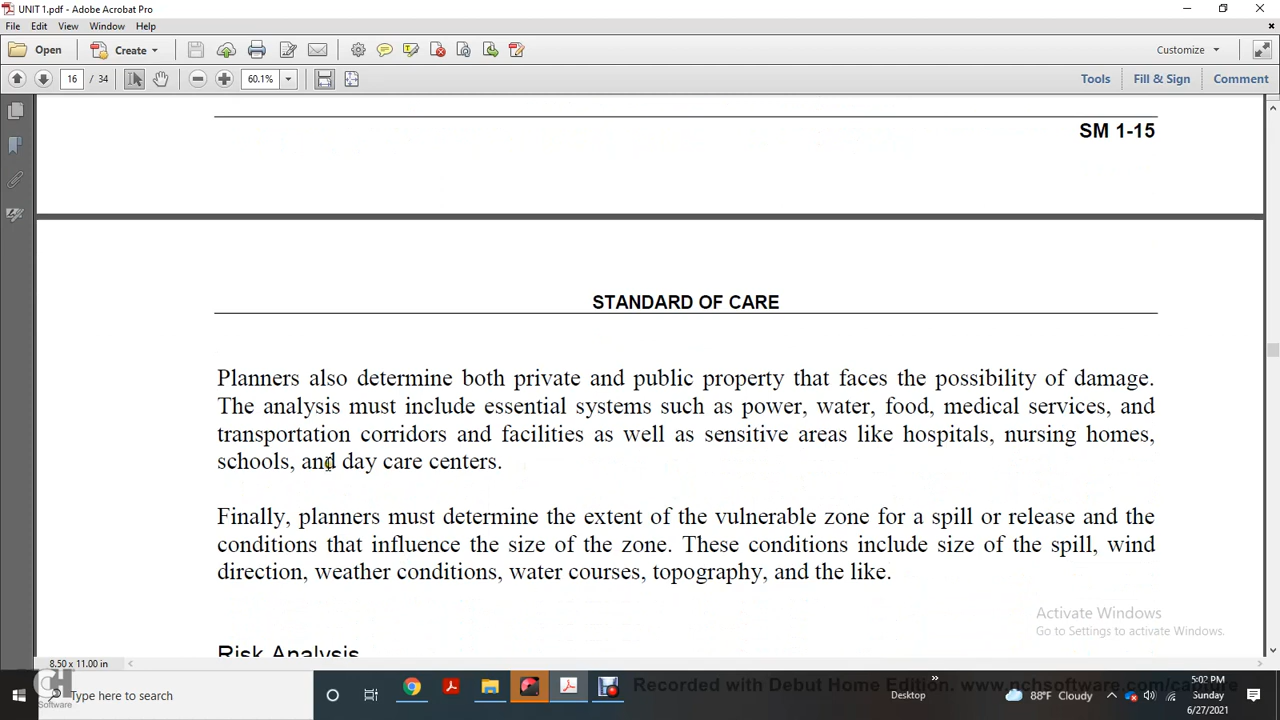 UNIT 1.pdf - Adobe Acrobat Pro
File Edit View Window Help
Open Create Customize
16 / 34 60.1% Tools Fill & Sign Comment
SM 1-15
STANDARD OF CARE
Planners also determine both private and public property that faces the possibility of damage.
The analysis must include essential systems such as power, water, food, medical services, and
transportation corridors and facilities as well as sensitive areas like hospitals, nursing homes,
schools, and day care centers.
Finally, planners must determine the extent of the vulnerable zone for a spill or release and the
conditions that influence the size of the zone. These conditions include size of the spill, wind
direction, weather conditions, water courses, topography, and the like.
Activate Windows
Go to Settings to activate Windows.
Risk Analysis
8.50 x 11.00 in
NCH Software
Type here to search
Recorded with Debut Home Edition. www.nchsoftware.com/capture
Desktop
88°F Cloudy
5:02 PM
Sunday
6/27/2021